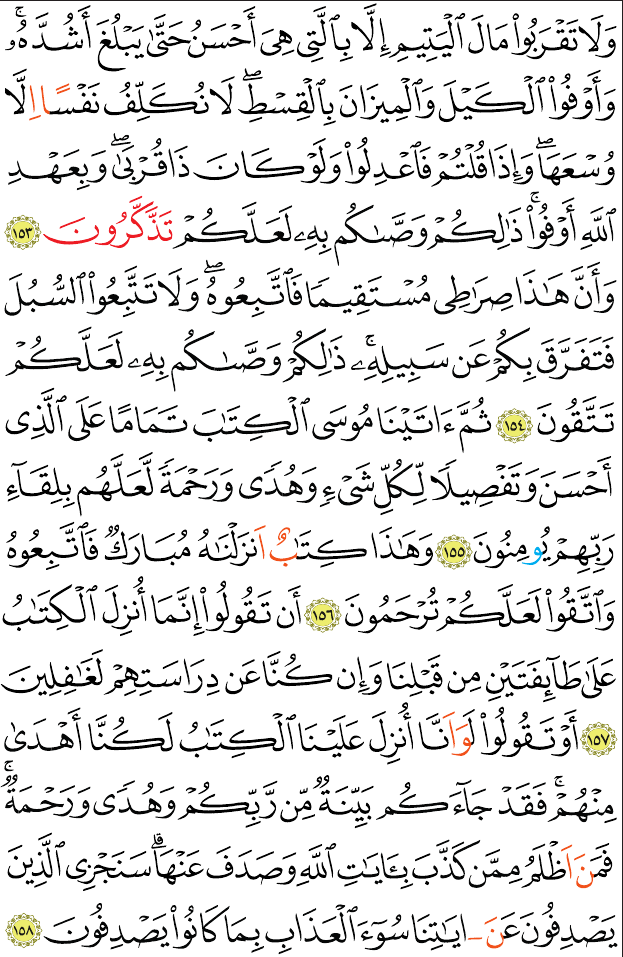 وَلَا تَقْرَبُوا۟ مَالَ ٱلْيَتِيمِ إِلَّا بِٱلَّتِى هِىَ أَحْسَنُ حَتَّىٰ يَبْلُغَ أَشُدَّهُۥۚ
وَأَوْفُوا۟ ٱلْكَيْلَ وَٱلْمِيزَانَ بِٱلْقِسْطِۖ لَا نُكَلِّفُ نَفْسًا اِلَّا
وُسْعَهَاۖ وَإِذَا قُلْتُمْ فَٱعْدِلُوا۟ وَلَوْ كَانَ ذَا قُرْبَىٰۖ وَبِعَهْدِ
ٱللَّهِ أَوْفُوا۟ۚ ذَٰلِكُمْ وَصَّىٰكُم بِهِۦ لَعَلَّكُمْ تَذَّكَّرُونَ ١٥٣
وَأَنَّ هَٰذَا صِرَٰطِى مُسْتَقِيمًا فَٱتَّبِعُوهُۖ وَلَا تَتَّبِعُوا۟ ٱلسُّبُلَ
فَتَفَرَّقَ بِكُمْ عَن سَبِيلِهِۦۚ ذَٰلِكُمْ وَصَّىٰكُم بِهِۦ لَعَلَّكُمْ
تَتَّقُونَ ١٥٤ ثُمَّ ءَاتَيْنَا مُوسَى ٱلْكِتَٰبَ تَمَامًا عَلَى ٱلَّذِى
أَحْسَنَ وَتَفْصِيلًا لِّكُلِّ شَىْءٍ وَهُدًى وَرَحْمَةً لَّعَلَّهُم بِلِقَآءِ
رَبِّهِمْ يُومِنُونَ ١٥٥ وَهَٰذَا كِتَٰبٌ اَنزَلْنَٰهُ مُبَارَكٌ فَٱتَّبِعُوهُ
وَٱتَّقُوا۟ لَعَلَّكُمْ تُرْحَمُونَ ١٥٦ أَن تَقُولُوٓا۟ إِنَّمَآ أُنزِلَ ٱلْكِتَٰبُ
عَلَىٰ طَآئِفَتَيْنِ مِن قَبْلِنَا وَإِن كُنَّا عَن دِرَاسَتِهِمْ لَغَٰفِلِينَ
١٥٧ أَوْ تَقُولُوا۟ لَوَ اَنَّآ أُنزِلَ عَلَيْنَا ٱلْكِتَٰبُ لَكُنَّآ أَهْدَىٰ
مِنْهُمْۚ فَقَدْ جَآءَكُم بَيِّنَةٌ مِّن رَّبِّكُمْ وَهُدًى وَرَحْمَةٌۚ
فَمَنَ اَظْلَمُ مِمَّن كَذَّبَ بِـَٔايَٰتِ ٱللَّهِ وَصَدَفَ عَنْهَاۗ سَنَجْزِى ٱلَّذِينَ
يَصْدِفُونَ عَنَ ـايَٰتِنَا سُوٓءَ ٱلْعَذَابِ بِمَا كَانُوا۟ يَصْدِفُونَ ١٥٨